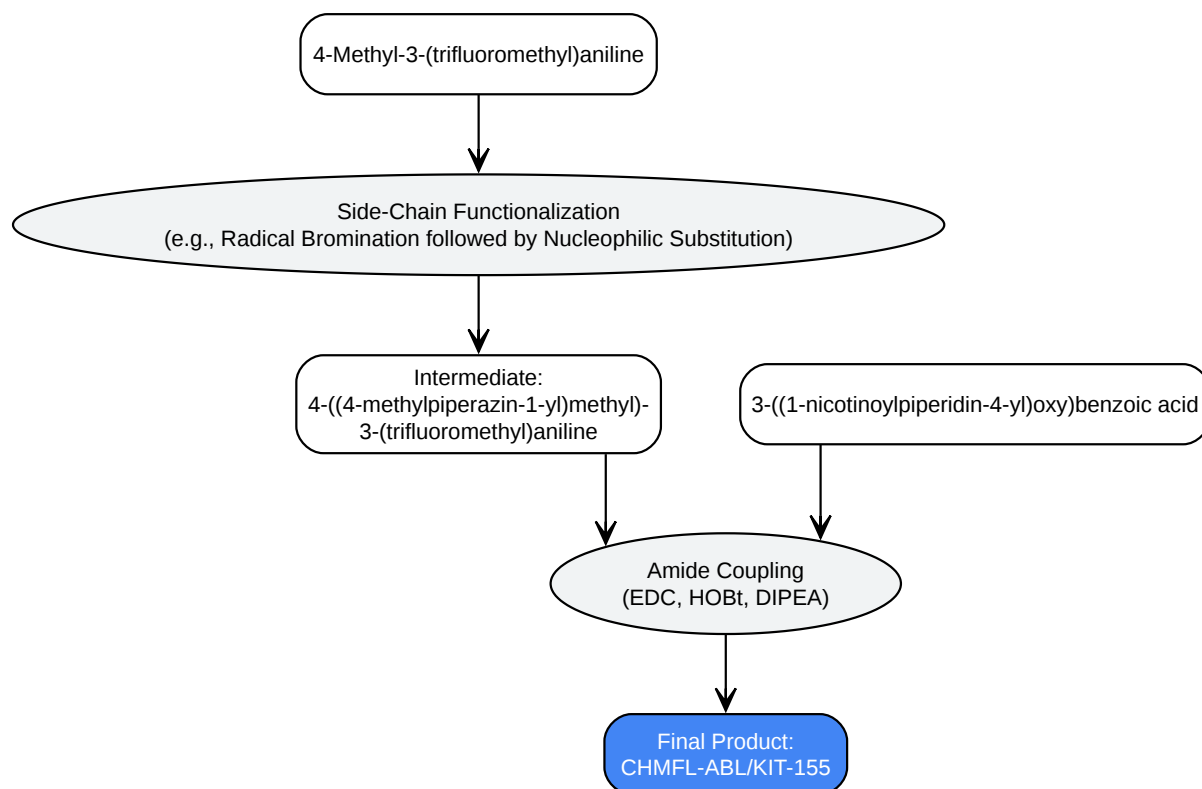 4-Methyl-3-(trifluoromethyl)aniline
Side-Chain Functionalization
(e.g., Radical Bromination followed by Nucleophilic Substitution)
Intermediate:
4-((4-methylpiperazin-1-yl)methyl)-
3-(trifluoromethyl)aniline
3-((1-nicotinoylpiperidin-4-yl)oxy)benzoic acid
Amide Coupling
(EDC, HOBt, DIPEA)
Final Product:
CHMFL-ABL/KIT-155